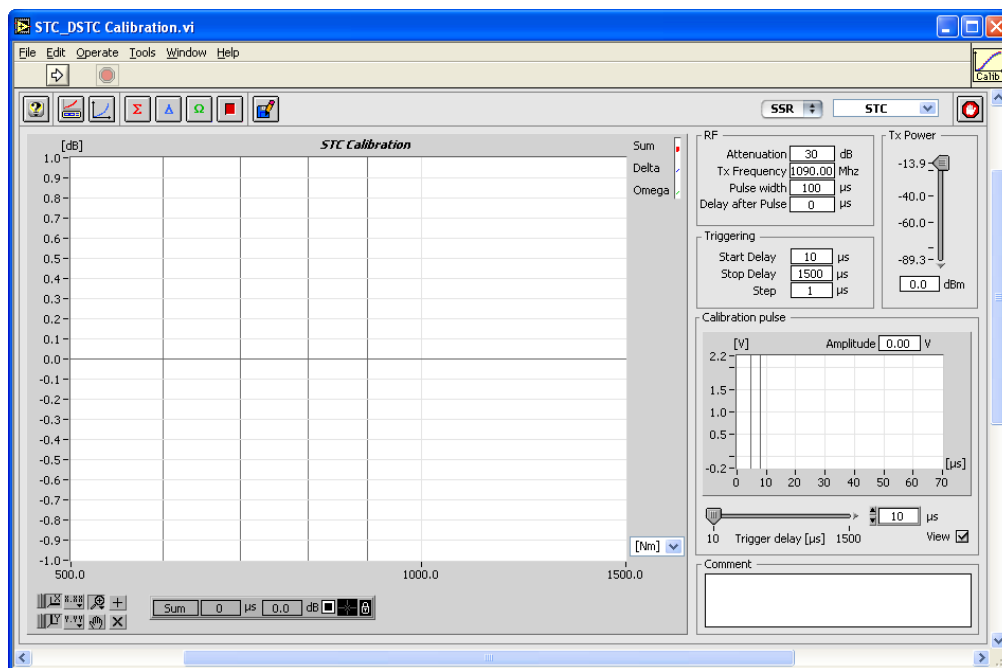 STC_DSTC Calibration.vi
File Edit Operate Tools Window Help
Calib
Σ Δ Ω
SSR STC
[dB] STC Calibration
1.0
0.9
0.8
0.7
0.6
0.5
0.4
0.3
0.2
0.1
0.0
-0.1
-0.2
-0.3
-0.4
-0.5
-0.6
-0.7
-0.8
-0.9
-1.0
500.0 1000.0 1500.0
Sum
Delta
Omega
[Nm]
Sum 0 µs 0.0 dB
RF
Attenuation 30 dB
Tx Frequency 1090.00 Mhz
Pulse width 100 µs
Delay after Pulse 0 µs
Tx Power
-13.9
-40.0
-60.0
-89.3
0.0 dBm
Triggering
Start Delay 10 µs
Stop Delay 1500 µs
Step 1 µs
Calibration pulse
[V] Amplitude 0.00 V
2.2
1.5
1.0
0.5
-0.2
[µs]
0 10 20 30 40 50 60 70
10 µs
10 Trigger delay [µs] 1500 View
Comment